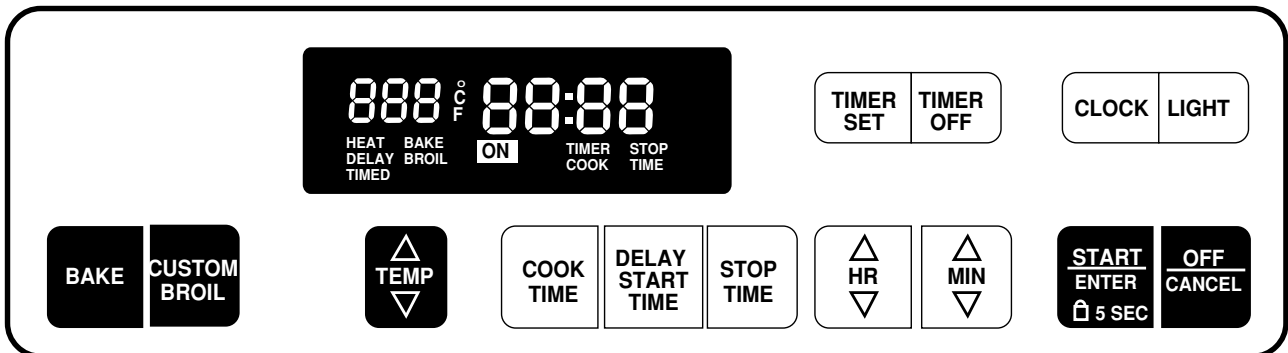 888 °C 88:88
F
HEAT BAKE
DELAY BROIL
TIMED
ON
TIMER STOP
COOK TIME
TIMER
SET
TIMER
OFF
CLOCK
LIGHT
BAKE
CUSTOM
BROIL
TEMP
COOK
TIME
DELAY
START
TIME
STOP
TIME
HR
MIN
START
ENTER
5 SEC
OFF
CANCEL